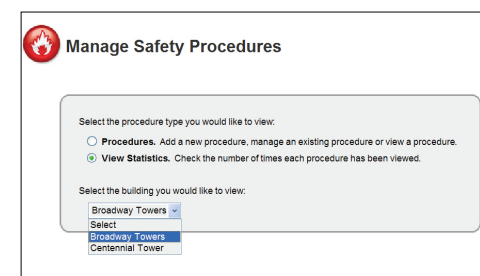 Manage Safety Procedures
Select the procedure type you would like to view:
Procedures. Add a new procedure, manage an existing procedure or view a procedure.
View Statistics. Check the number of times each procedure has been viewed.
Select the building you would like to view:
Broadway Towers
Select
Broadway Towers
Centennial Tower